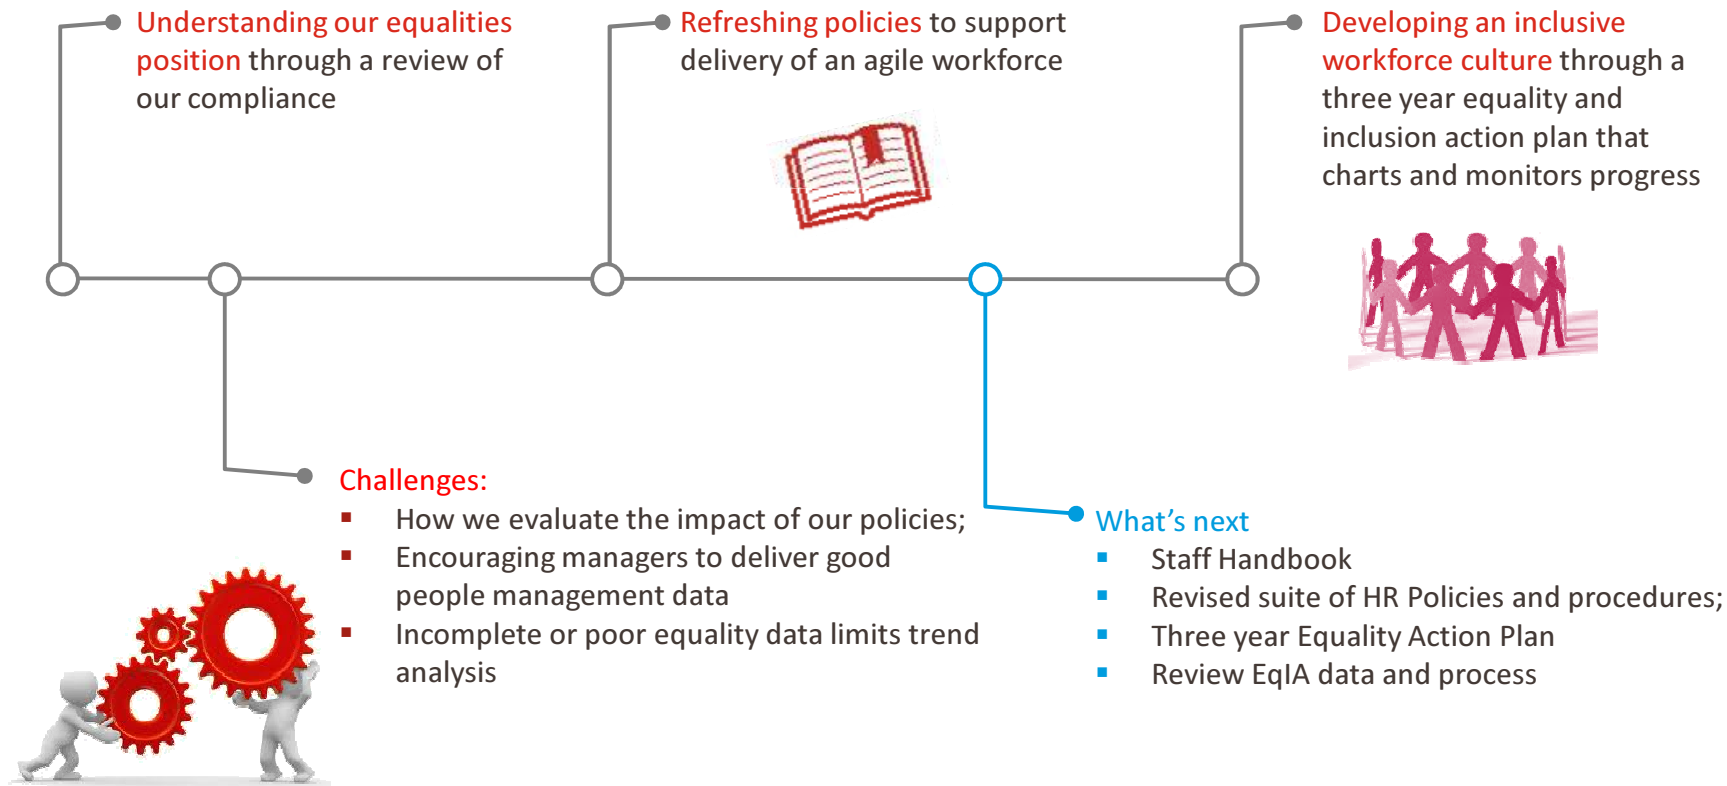 Understanding our equalities
position through a review of
our compliance
Refreshing policies to support
delivery of an agile workforce
Developing an inclusive
workforce culture through a
three year equality and
inclusion action plan that
charts and monitors progress
Challenges:
▪ How we evaluate the impact of our policies;
▪ Encouraging managers to deliver good
people management data
▪ Incomplete or poor equality data limits trend
analysis
What’s next
▪ Staff Handbook
▪ Revised suite of HR Policies and procedures;
▪ Three year Equality Action Plan
▪ Review EqIA data and process